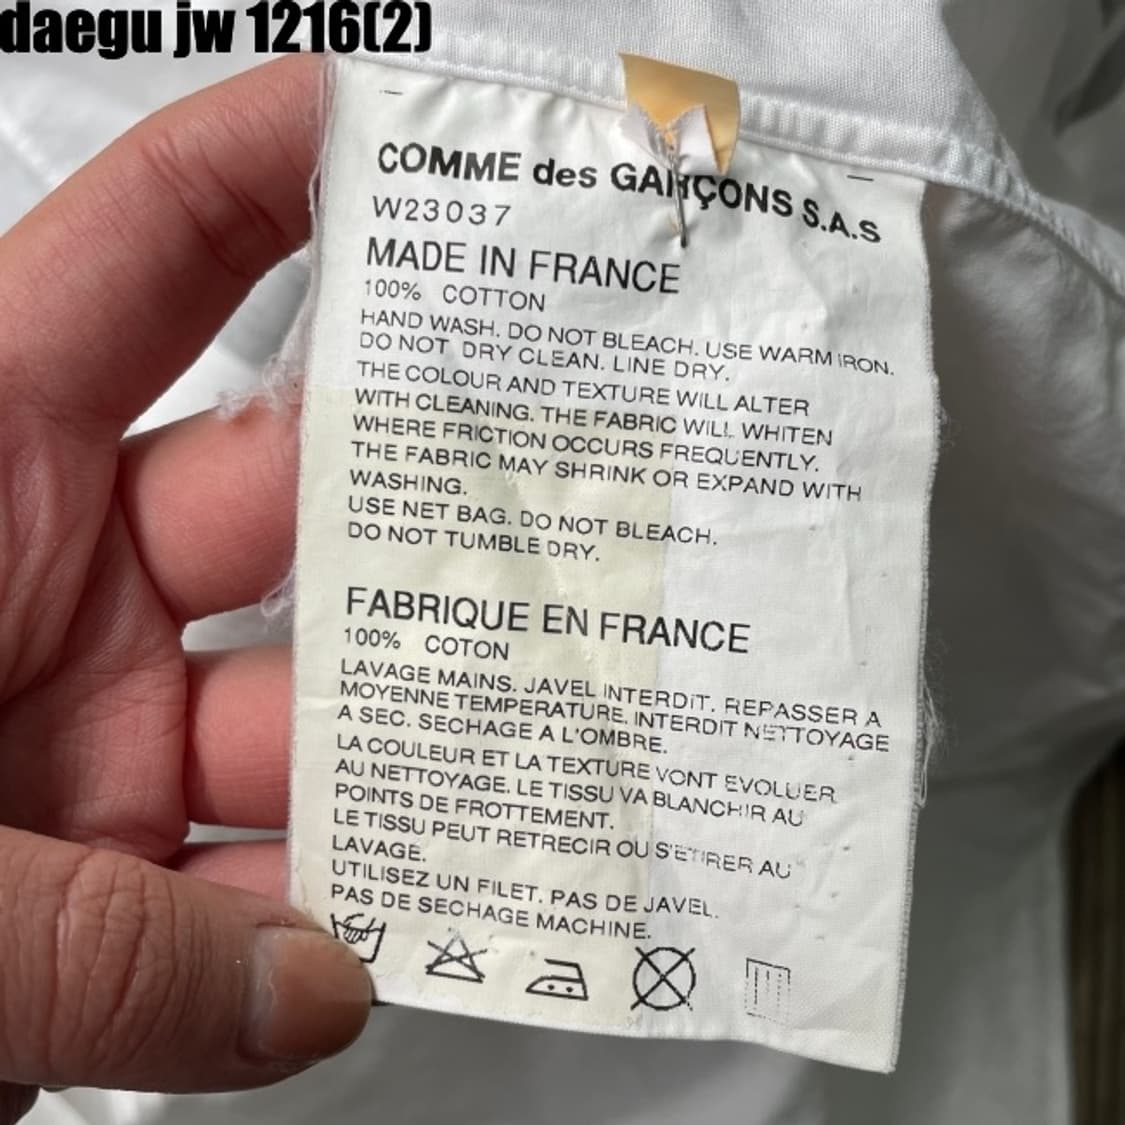 daegu jw 1216(2)
COMME des GARÇONS S.A.S
W23037
MADE IN FRANCE
100% COTTON
HAND WASH. DO NOT BLEACH. USE WARM IRON.
DO NOT DRY CLEAN. LINE DRY.
THE COLOUR AND TEXTURE WILL ALTER
WITH CLEANING. THE FABRIC WILL WHITEN
WHERE FRICTION OCCURS FREQUENTLY.
THE FABRIC MAY SHRINK OR EXPAND WITH
WASHING.
USE NET BAG. DO NOT BLEACH.
DO NOT TUMBLE DRY.
FABRIQUE EN FRANCE
100% COTON
LAVAGE MAINS. JAVEL INTERDIT. REPASSER A
MOYENNE TEMPERATURE. INTERDIT NETTOYAGE
A SEC. SECHAGE A L'OMBRE.
LA COULEUR ET LA TEXTURE VONT EVOLUER
AU NETTOYAGE. LE TISSU VA BLANCHIR AU
POINTS DE FROTTEMENT.
LE TISSU PEUT RETRECIR OU S'ETIRER AU
LAVAGE.
UTILISEZ UN FILET. PAS DE JAVEL.
PAS DE SECHAGE MACHINE.